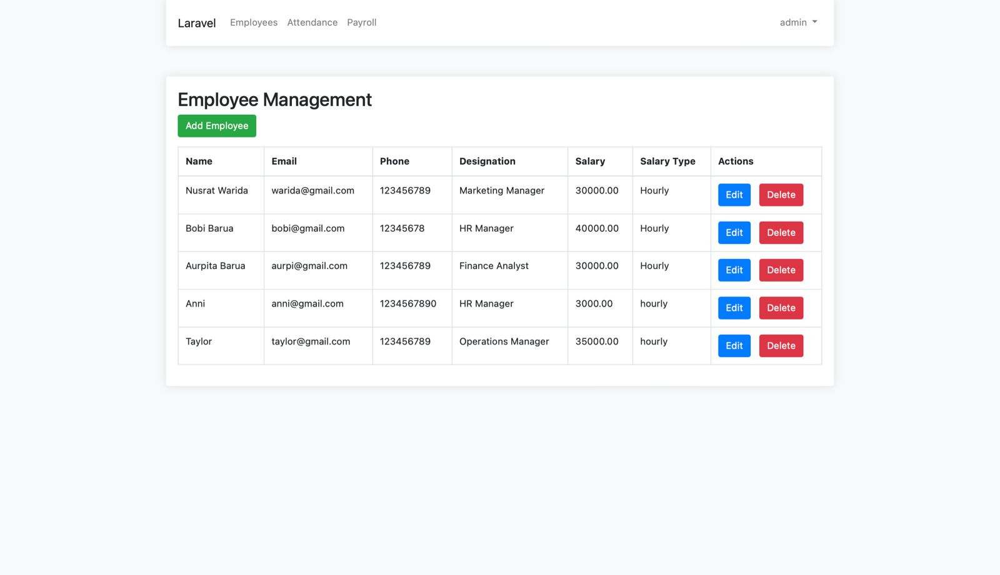 Laravel Employees Attendance Payroll admin
Employee Management
Add Employee
Name Email Phone Designation Salary Salary Type Actions
Nusrat Warida warida@gmail.com 123456789 Marketing Manager 30000.00 Hourly Edit Delete
Bobi Barua bobi@gmail.com 12345678 HR Manager 40000.00 Hourly Edit Delete
Aurpita Barua aurpi@gmail.com 123456789 Finance Analyst 30000.00 Hourly Edit Delete
Anni anni@gmail.com 1234567890 HR Manager 3000.00 hourly Edit Delete
Taylor taylor@gmail.com 123456789 Operations Manager 35000.00 hourly Edit Delete